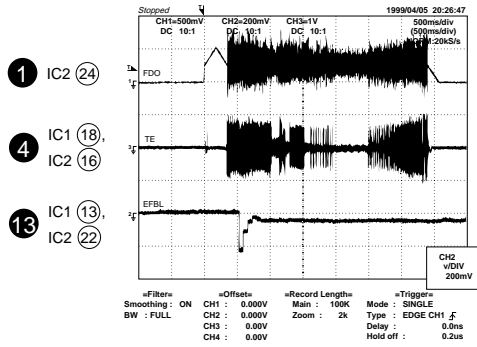 Stopped
1999/04/05 20:26:47
CH1=500mV CH2=200mV CH3=1V 500ms/div
DC 10:1 DC 10:1 DC 10:1 (500ms/div)
:20kS/s
1 IC2 24
FDO
4 IC1 18,
IC2 16
TE
13 IC1 13,
IC2 22
EFBL
CH2
v/DIV
200mV
=Filter= =Offset= =Record Length= =Trigger=
Smoothing : ON CH1 : 0.000V Main : 100K Mode : SINGLE
BW : FULL CH2 : 0.000V Zoom : 2k Type : EDGE CH1
CH3 : 0.00V Delay : 0.0ns
CH4 : 0.00V Hold off : 0.2us